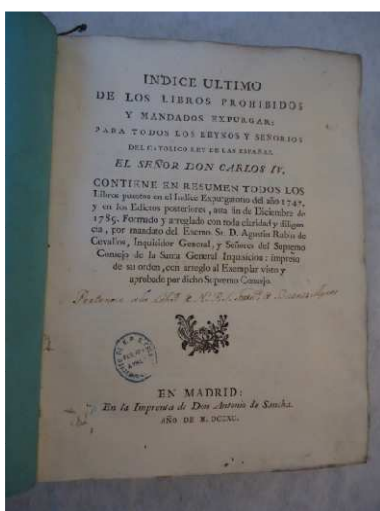 INDICE ULTIMO
DE LOS LIBROS PROHIBIDOS
Y MANDADOS EXPURGAR:
PARA TODOS LOS REYNOS Y SEÑORIOS
DEL CATOLICO REY DE LAS ESPAÑAS,
EL SEÑOR DON CARLOS IV.
CONTIENE EN RESUMEN TODOS LOS
Libros puestos en el Indice Expurgatorio del año 1747,
y en los Edictos posteriores, asta fin de Diciembre de
1789. Formado y arreglado con toda claridad y diligen
cia, por mandato del Excmo Sr. D. Agustin Rubin de
Cevallos, Inquisidor General, y Señores del Supremo
Consejo de la Santa General Inquisicion: impreso
de su orden, con arreglo al Exemplar visto y
aprobado por dicho Supremo Consejo.
de Buenos Ayres
EN MADRID:
En la Imprenta de Don Antonio de Sancha.
AÑO DE M.DCCXC.